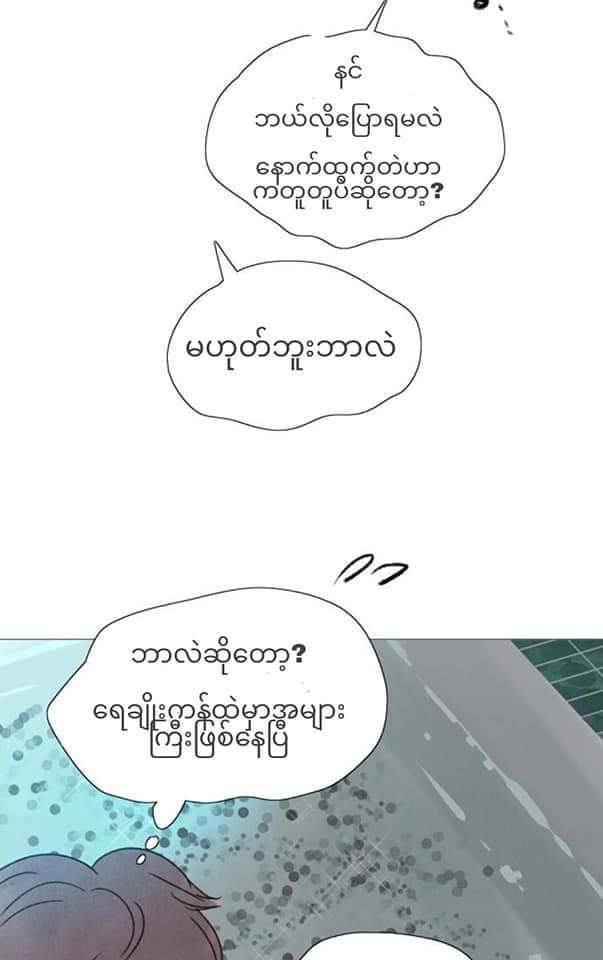 နင်
ဘယ်လိုပြောရမလဲ
နောက်ထွက်တဲဟာ
ကတူတူပဲဆိုတော့?
မဟုတ်ဘူးဘာလဲ
ဘာလဲဆိုတော့?
ရေချိုးကန်ထဲမှာအများ
ကြီးဖြစ်နေပြီ